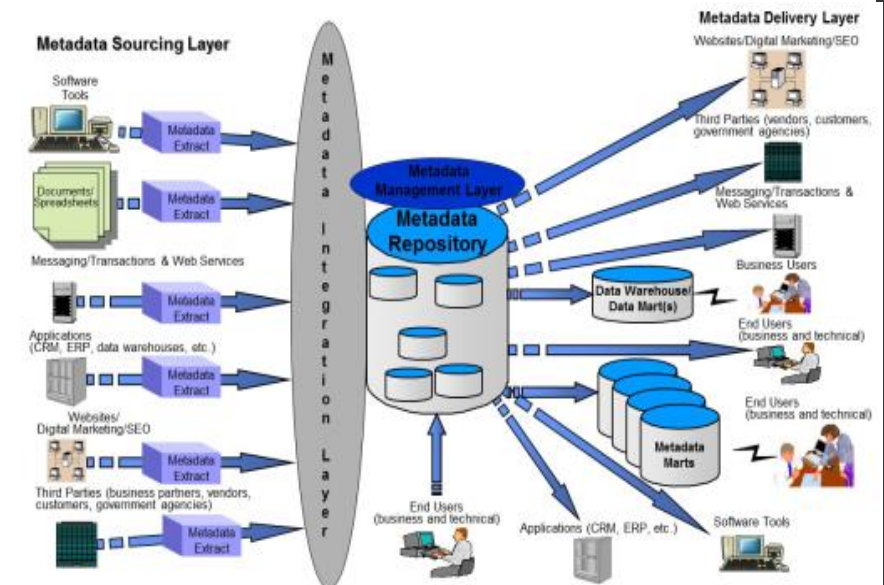 Metadata Sourcing Layer
Software
Tools
Metadata
Extract
Documents/
Spreadsheets
Metadata
Extract
Messaging/Transactions & Web Services
Metadata
Extract
Applications
(CRM, ERP, data warehouses, etc.)
Metadata
Extract
Websites/
Digital Marketing/SEO
Metadata
Extract
Third Parties (business partners, vendors,
customers, government agencies)
Metadata
Extract
Metadata Integration Layer
Metadata
Management Layer
Metadata
Repository
End Users
(business and technical)
Metadata Delivery Layer
Websites/Digital Marketing/SEO
Third Parties (vendors, customers,
government agencies)
Messaging/Transactions &
Web Services
Business Users
Data Warehouse/
Data Mart(s)
End Users
(business and technical)
End Users
(business and technical)
Metadata
Marts
Applications (CRM, ERP, etc.)
Software Tools